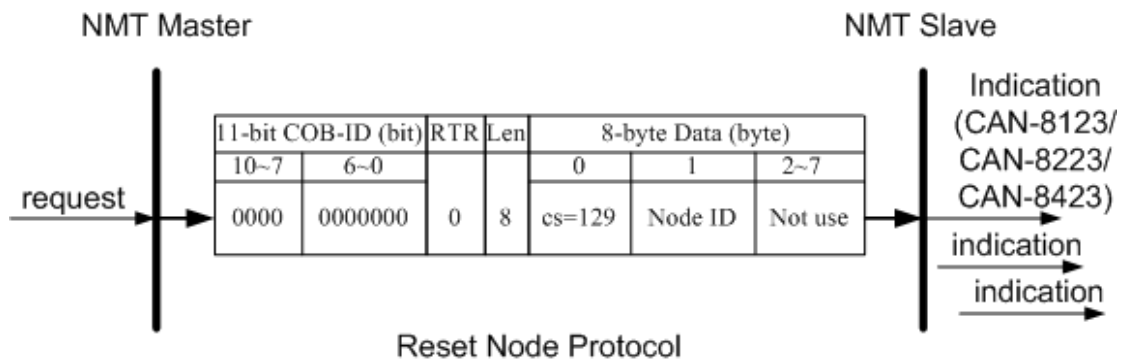 NMT Master
NMT Slave
Indication
(CAN-8123/
CAN-8223/
CAN-8423)
request
11-bit COB-ID (bit) RTR Len 8-byte Data (byte)
10~7 6~0 0 1 2~7
0000 0000000 0 8 cs=129 Node ID Not use
indication
indication
Reset Node Protocol